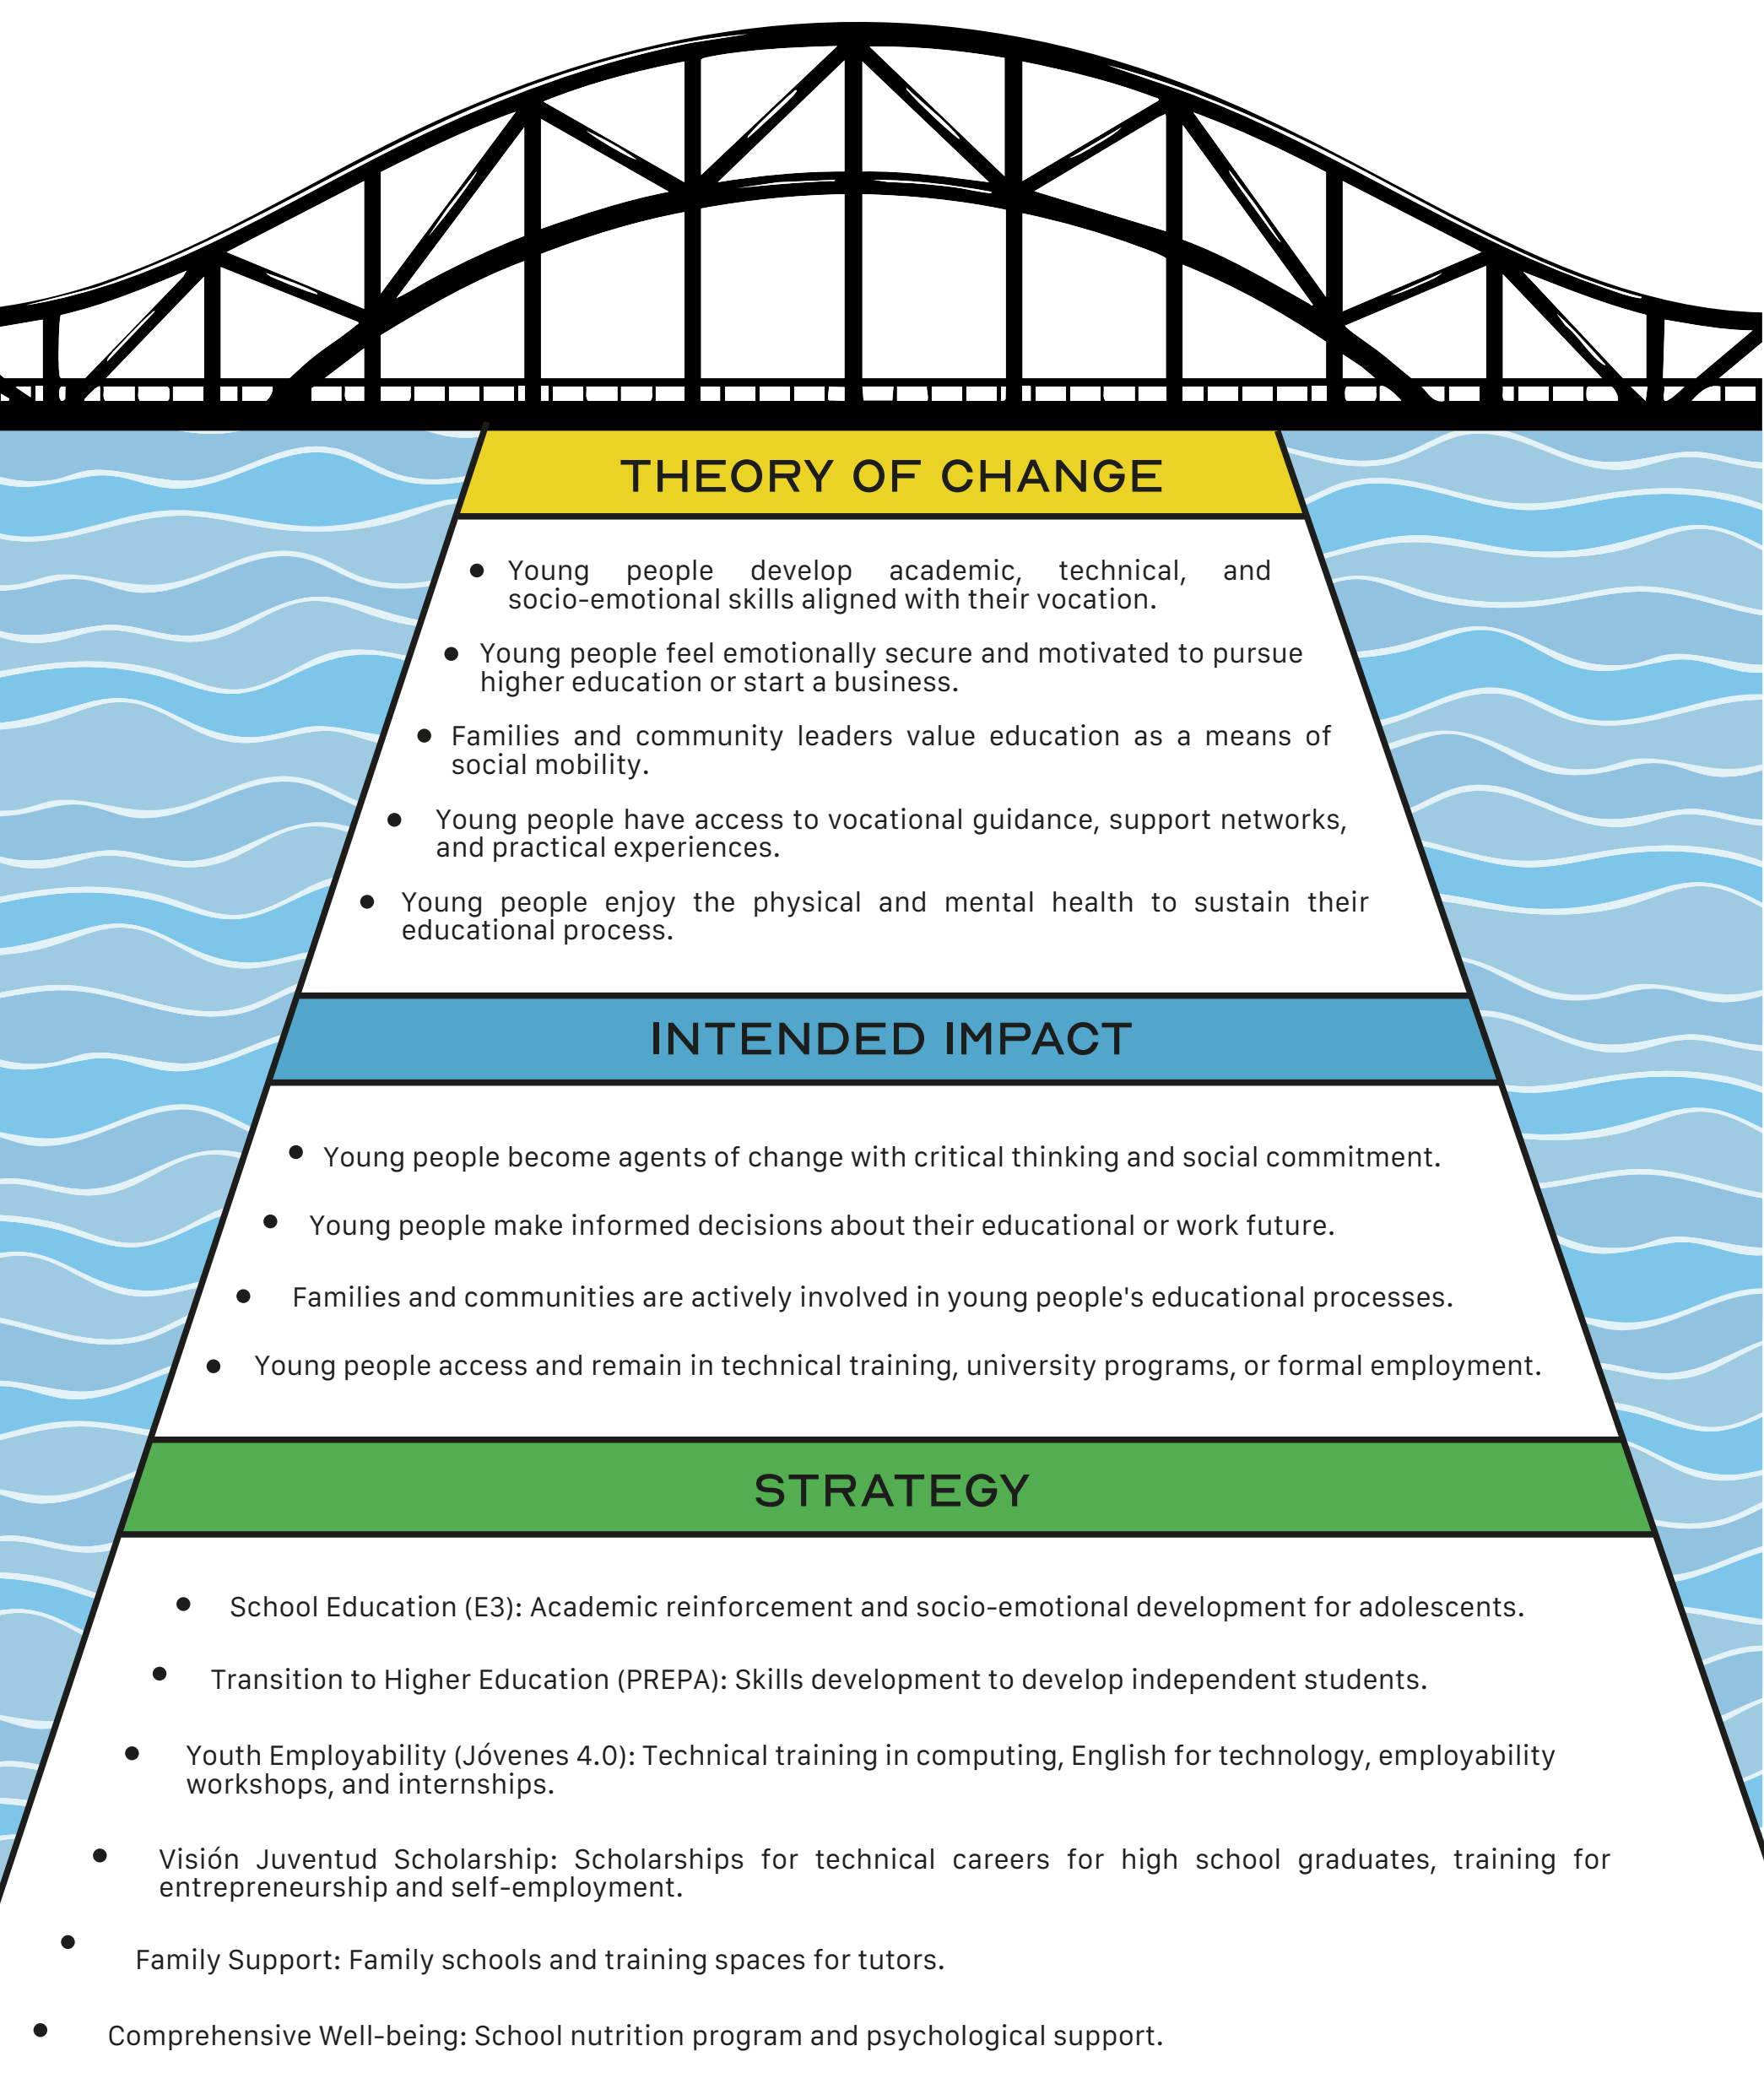 THEORY OF CHANGE
• Young people develop academic, technical, and
socio-emotional skills aligned with their vocation.
• Young people feel emotionally secure and motivated to pursue
higher education or start a business.
• Families and community leaders value education as a means of
social mobility.
• Young people have access to vocational guidance, support networks,
and practical experiences.
• Young people enjoy the physical and mental health to sustain their
educational process.
INTENDED IMPACT
• Young people become agents of change with critical thinking and social commitment.
• Young people make informed decisions about their educational or work future.
• Families and communities are actively involved in young people's educational processes.
• Young people access and remain in technical training, university programs, or formal employment.
STRATEGY
• School Education (E3): Academic reinforcement and socio-emotional development for adolescents.
• Transition to Higher Education (PREPA): Skills development to develop independent students.
• Youth Employability (Jóvenes 4.0): Technical training in computing, English for technology, employability
workshops, and internships.
• Visión Juventud Scholarship: Scholarships for technical careers for high school graduates, training for
entrepreneurship and self-employment.
• Family Support: Family schools and training spaces for tutors.
• Comprehensive Well-being: School nutrition program and psychological support.